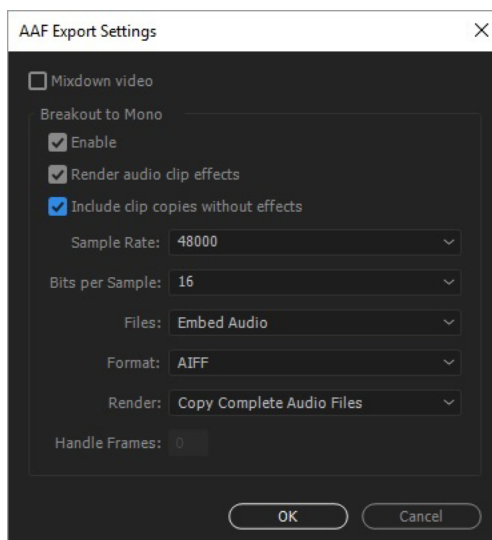 AAF Export Settings
Mixdown video
Breakout to Mono
Enable
Render audio clip effects
Include clip copies without effects
Sample Rate: 48000
Bits per Sample: 16
Files: Embed Audio
Format: AIFF
Render: Copy Complete Audio Files
Handle Frames: 0
OK Cancel